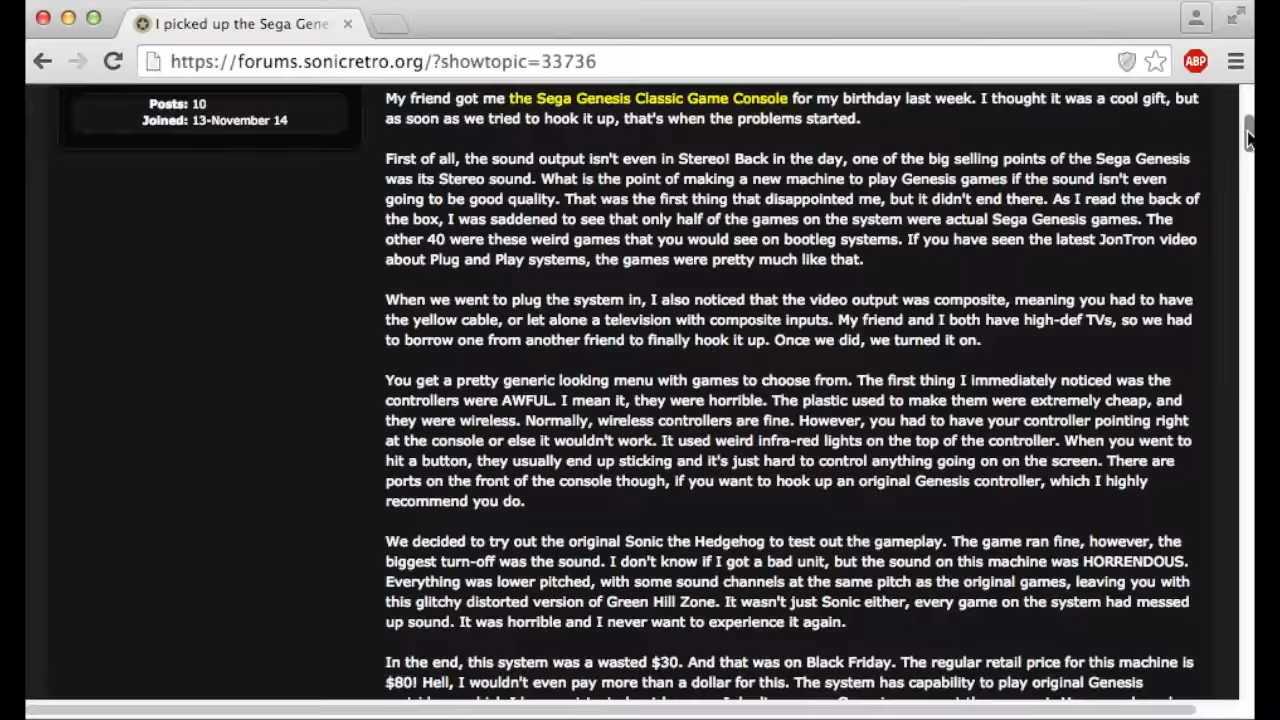 I picked up the Sega Gene
https://forums.sonicretro.org/?showtopic=33736
ABP
Posts: 10
Joined: 13-November 14
My friend got me the Sega Genesis Classic Game Console for my birthday last week. I thought it was a cool gift, but
as soon as we tried to hook it up, that's when the problems started.
First of all, the sound output isn't even in Stereo! Back in the day, one of the big selling points of the Sega Genesis
was its Stereo sound. What is the point of making a new machine to play Genesis games if the sound isn't even
going to be good quality. That was the first thing that disappointed me, but it didn't end there. As I read the back of
the box, I was saddened to see that only half of the games on the system were actual Sega Genesis games. The
other 40 were these weird games that you would see on bootleg systems. If you have seen the latest JonTron video
about Plug and Play systems, the games were pretty much like that.
When we went to plug the system in, I also noticed that the video output was composite, meaning you had to have
the yellow cable, or let alone a television with composite inputs. My friend and I both have high-def TVs, so we had
to borrow one from another friend to finally hook it up. Once we did, we turned it on.
You get a pretty generic looking menu with games to choose from. The first thing I immediately noticed was the
controllers were AWFUL. I mean it, they were horrible. The plastic used to make them were extremely cheap, and
they were wireless. Normally, wireless controllers are fine. However, you had to have your controller pointing right
at the console or else it wouldn't work. It used weird infra-red lights on the top of the controller. When you went to
hit a button, they usually end up sticking and it's just hard to control anything going on on the screen. There are
ports on the front of the console though, if you want to hook up an original Genesis controller, which I highly
recommend you do.
We decided to try out the original Sonic the Hedgehog to test out the gameplay. The game ran fine, however, the
biggest turn-off was the sound. I don't know if I got a bad unit, but the sound on this machine was HORRENDOUS.
Everything was lower pitched, with some sound channels at the same pitch as the original games, leaving you with
this glitchy distorted version of Green Hill Zone. It wasn't just Sonic either, every game on the system had messed
up sound. It was horrible and I never want to experience it again.
In the end, this system was a wasted $30. And that was on Black Friday. The regular retail price for this machine is
$80! Hell, I wouldn't even pay more than a dollar for this. The system has capability to play original Genesis